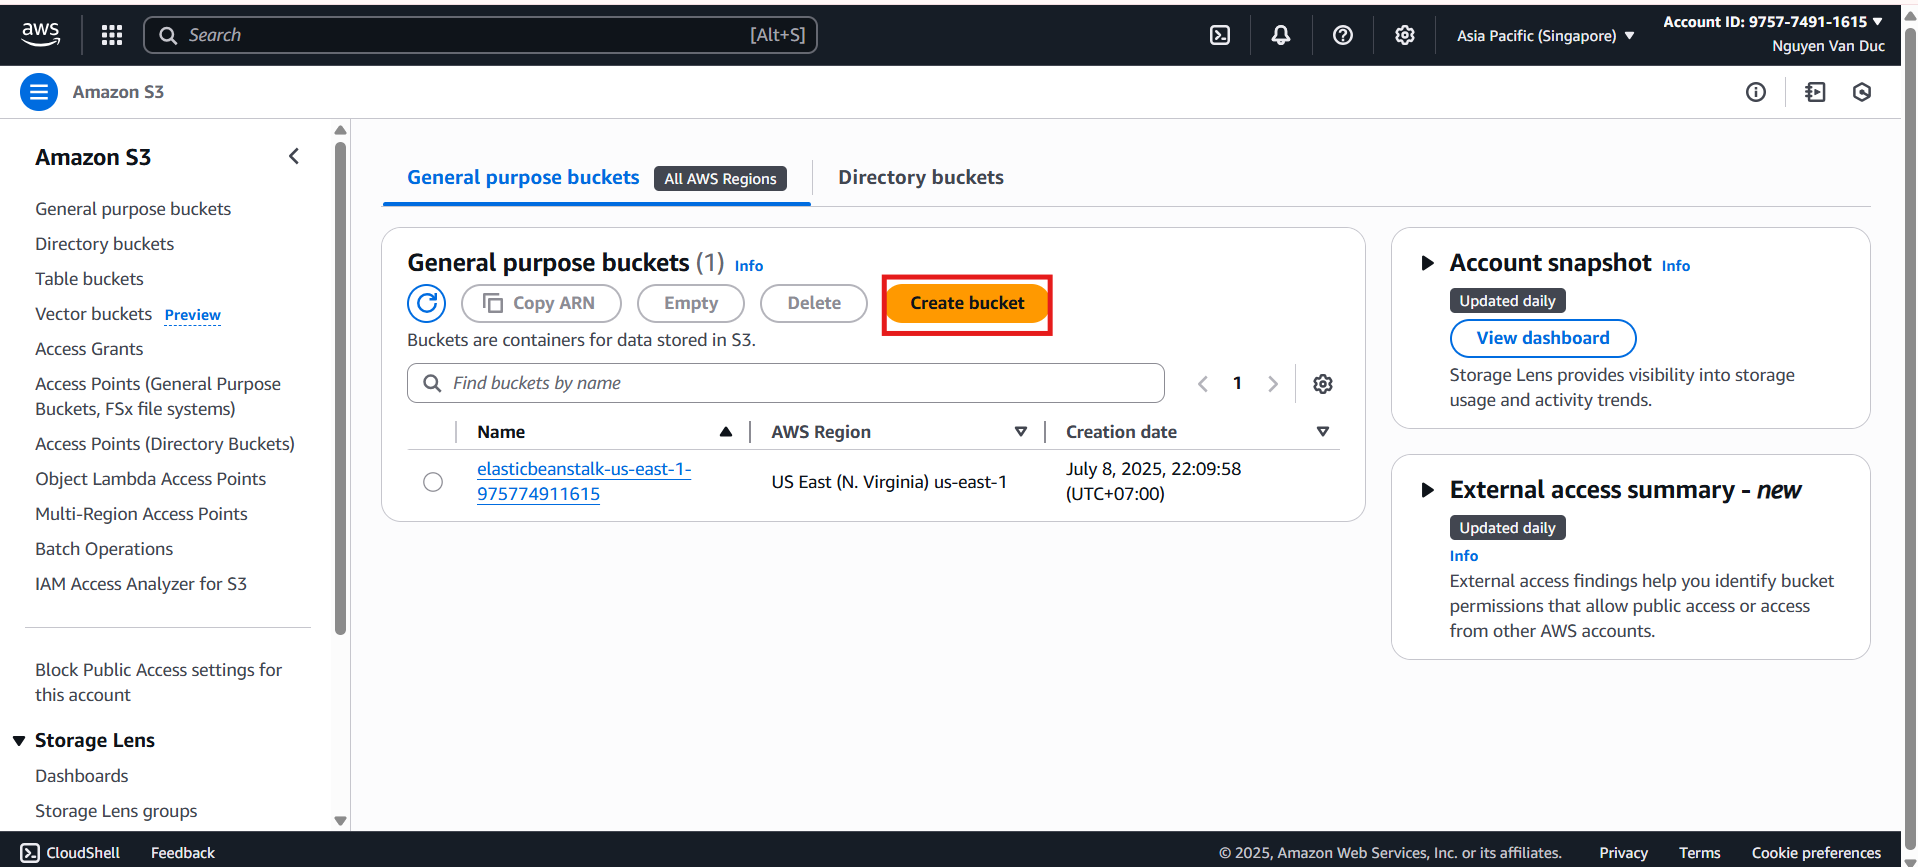 aws
Search [Alt+S]
Asia Pacific (Singapore)
Account ID: 9757-7491-1615
Nguyen Van Duc
Amazon S3
Amazon S3
General purpose buckets
Directory buckets
Table buckets
Vector buckets Preview
Access Grants
Access Points (General Purpose
Buckets, FSx file systems)
Access Points (Directory Buckets)
Object Lambda Access Points
Multi-Region Access Points
Batch Operations
IAM Access Analyzer for S3
Block Public Access settings for
this account
Storage Lens
Dashboards
Storage Lens groups
General purpose buckets All AWS Regions
Directory buckets
General purpose buckets (1) Info
Copy ARN
Empty
Delete
Create bucket
Buckets are containers for data stored in S3.
Find buckets by name
1
Name
AWS Region
Creation date
elasticbeanstalk-us-east-1-
975774911615
US East (N. Virginia) us-east-1
July 8, 2025, 22:09:58
(UTC+07:00)
Account snapshot Info
Updated daily
View dashboard
Storage Lens provides visibility into storage
usage and activity trends.
External access summary - new
Updated daily
Info
External access findings help you identify bucket
permissions that allow public access or access
from other AWS accounts.
CloudShell
Feedback
© 2025, Amazon Web Services, Inc. or its affiliates.
Privacy
Terms
Cookie preferences